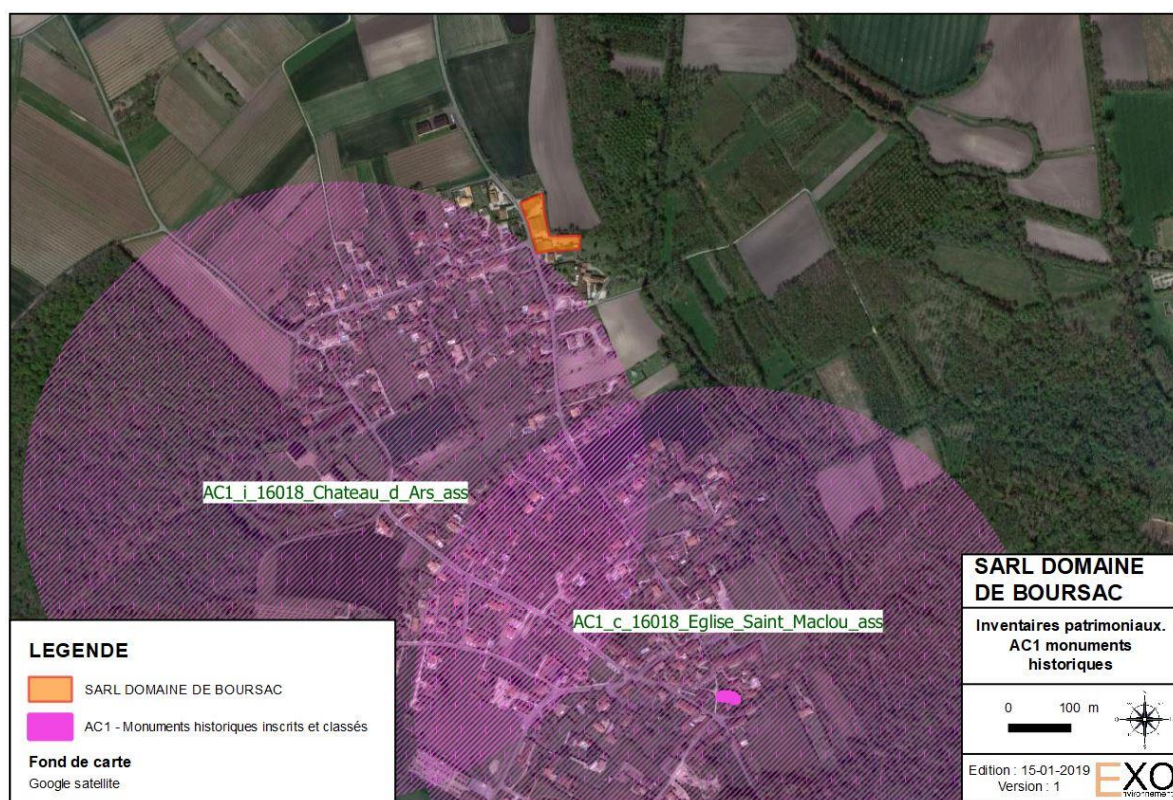 AC1_i_16018_Chateau_d_Ars_ass
AC1_c_16018_Eglise_Saint_Maclou_ass
LEGENDE
SARL DOMAINE DE BOURSAC
AC1 - Monuments historiques inscrits et classés
Fond de carte
Google satellite
SARL DOMAINE
DE BOURSAC
Inventaires patrimoniaux.
AC1 monuments
historiques
0 100 m
Edition : 15-01-2019
Version : 1
EXO
nvironnement